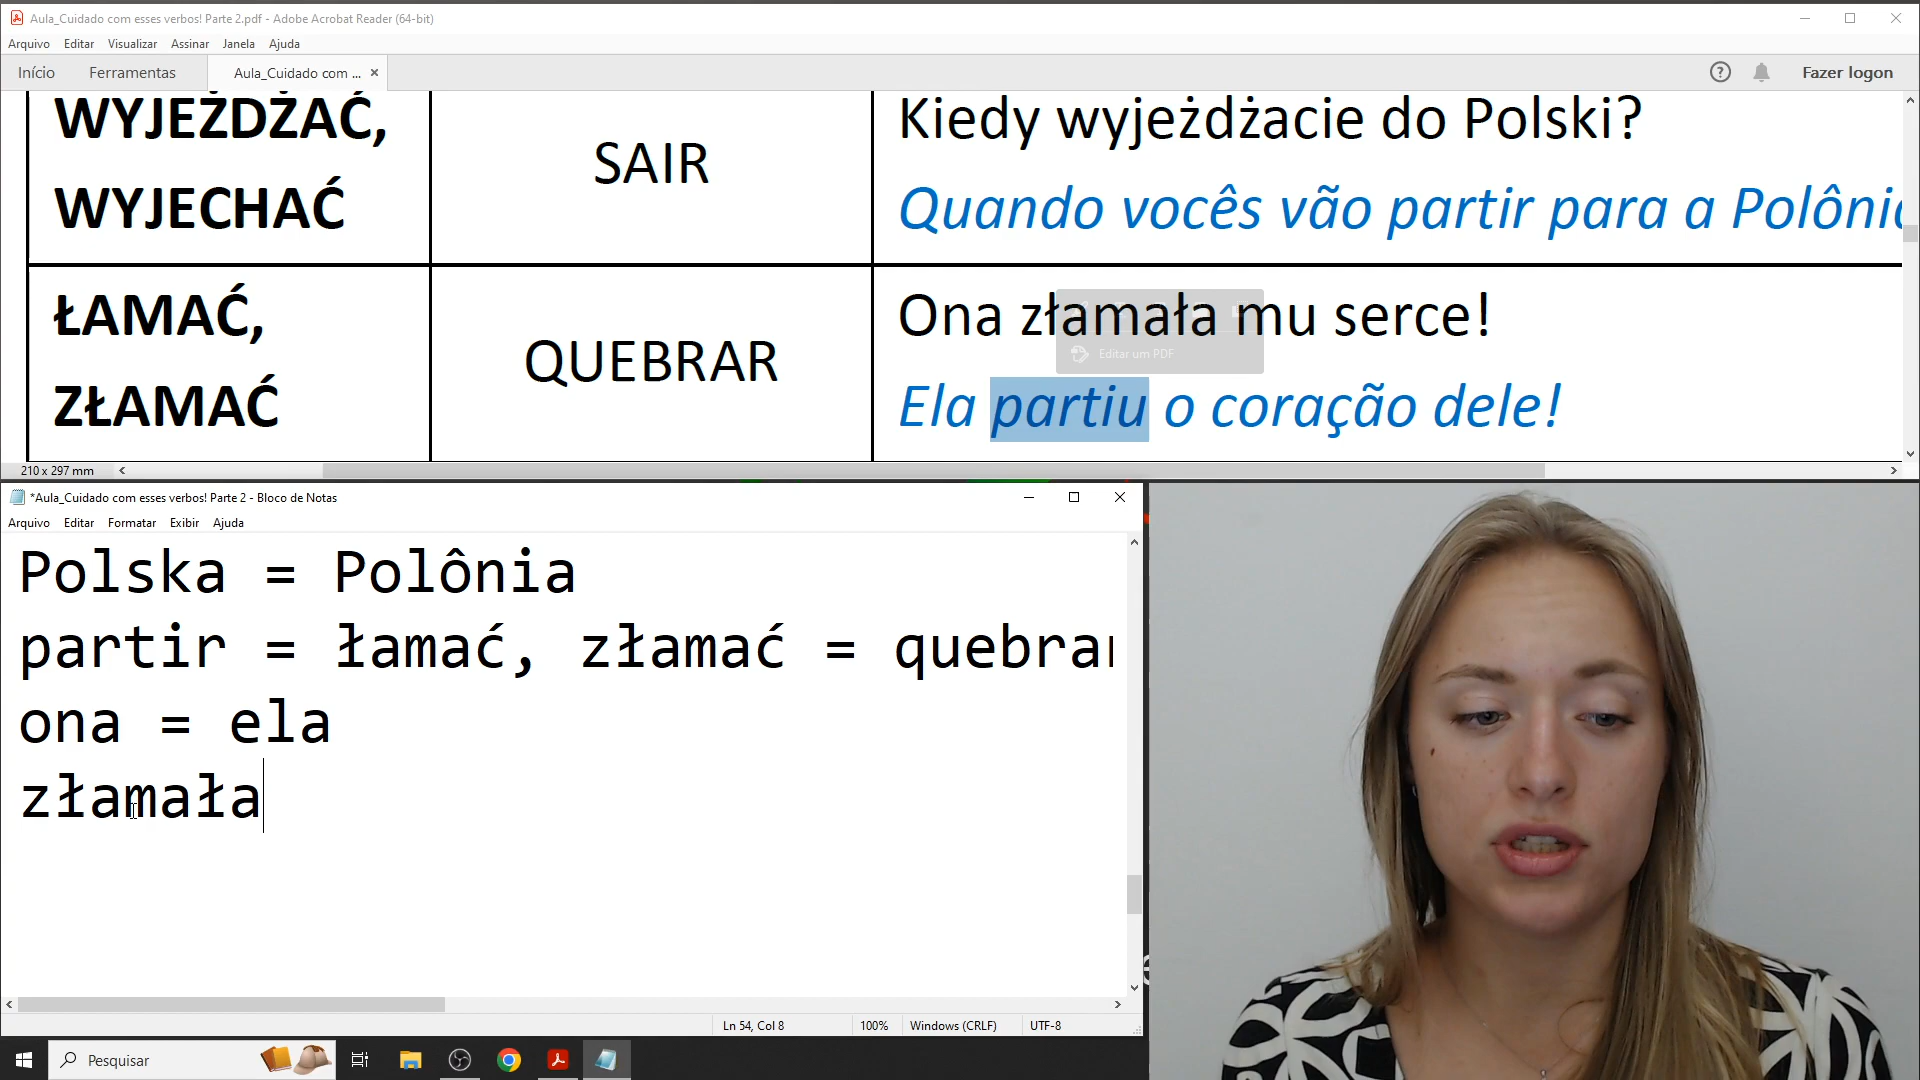 Aula_Cuidado com esses verbos! Parte 2.pdf - Adobe Acrobat Reader (64-bit)
Arquivo Editar Visualizar Assinar Janela Ajuda
Início Ferramentas Aula_Cuidado com ... × Fazer logon
WYJEŻDŻAĆ,
WYJECHAĆ
SAIR
Kiedy wyjeżdżacie do Polski?
Quando vocês vão partir para a
ŁAMAĆ,
ZŁAMAĆ
QUEBRAR
Ona złamała mu serce!
Editar um PDF
Ela partiu o coração dele!
210 x 297 mm
*Aula_Cuidado com esses verbos! Parte 2 - Bloco de Notas
Arquivo Editar Formatar Exibir Ajuda
Polska = Polônia
partir = łamać, złamać = quebrar
ona = ela
złamała
Ln 54, Col 8 100% Windows (CRLF) UTF-8
Pesquisar